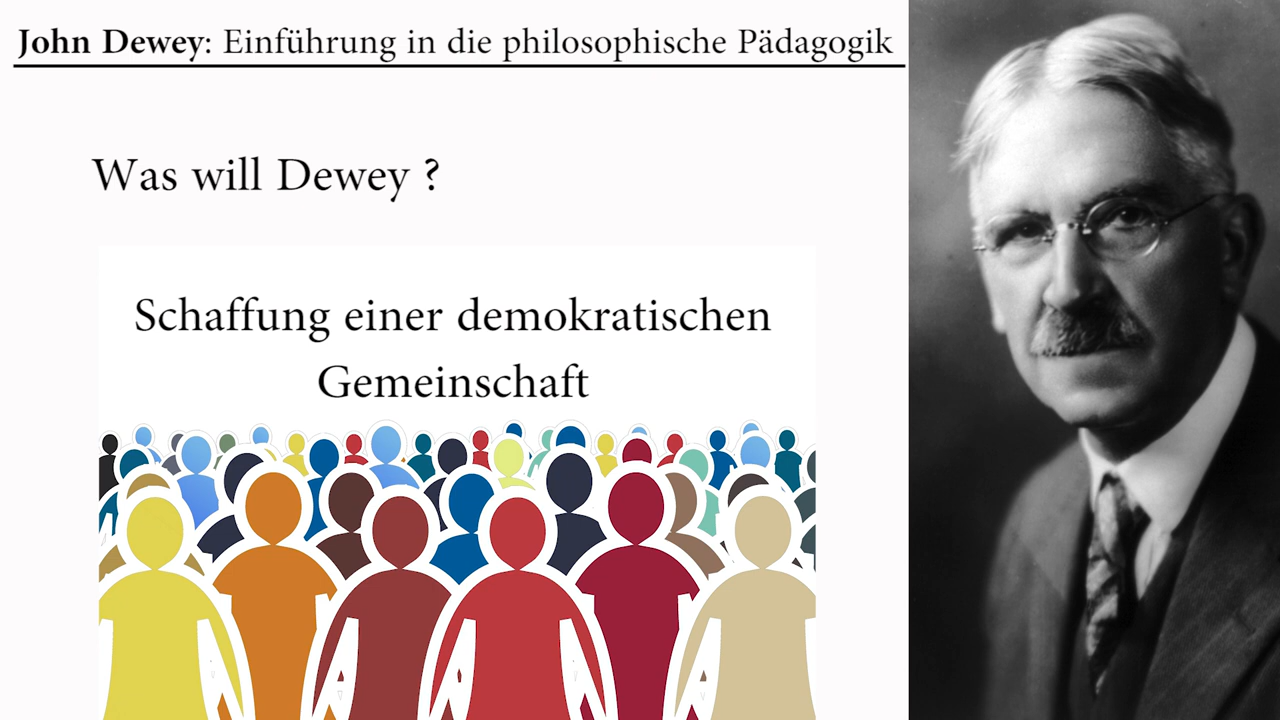 John Dewey: Einführung in die philosophische Pädagogik
Was will Dewey ?
Schaffung einer demokratischen
Gemeinschaft